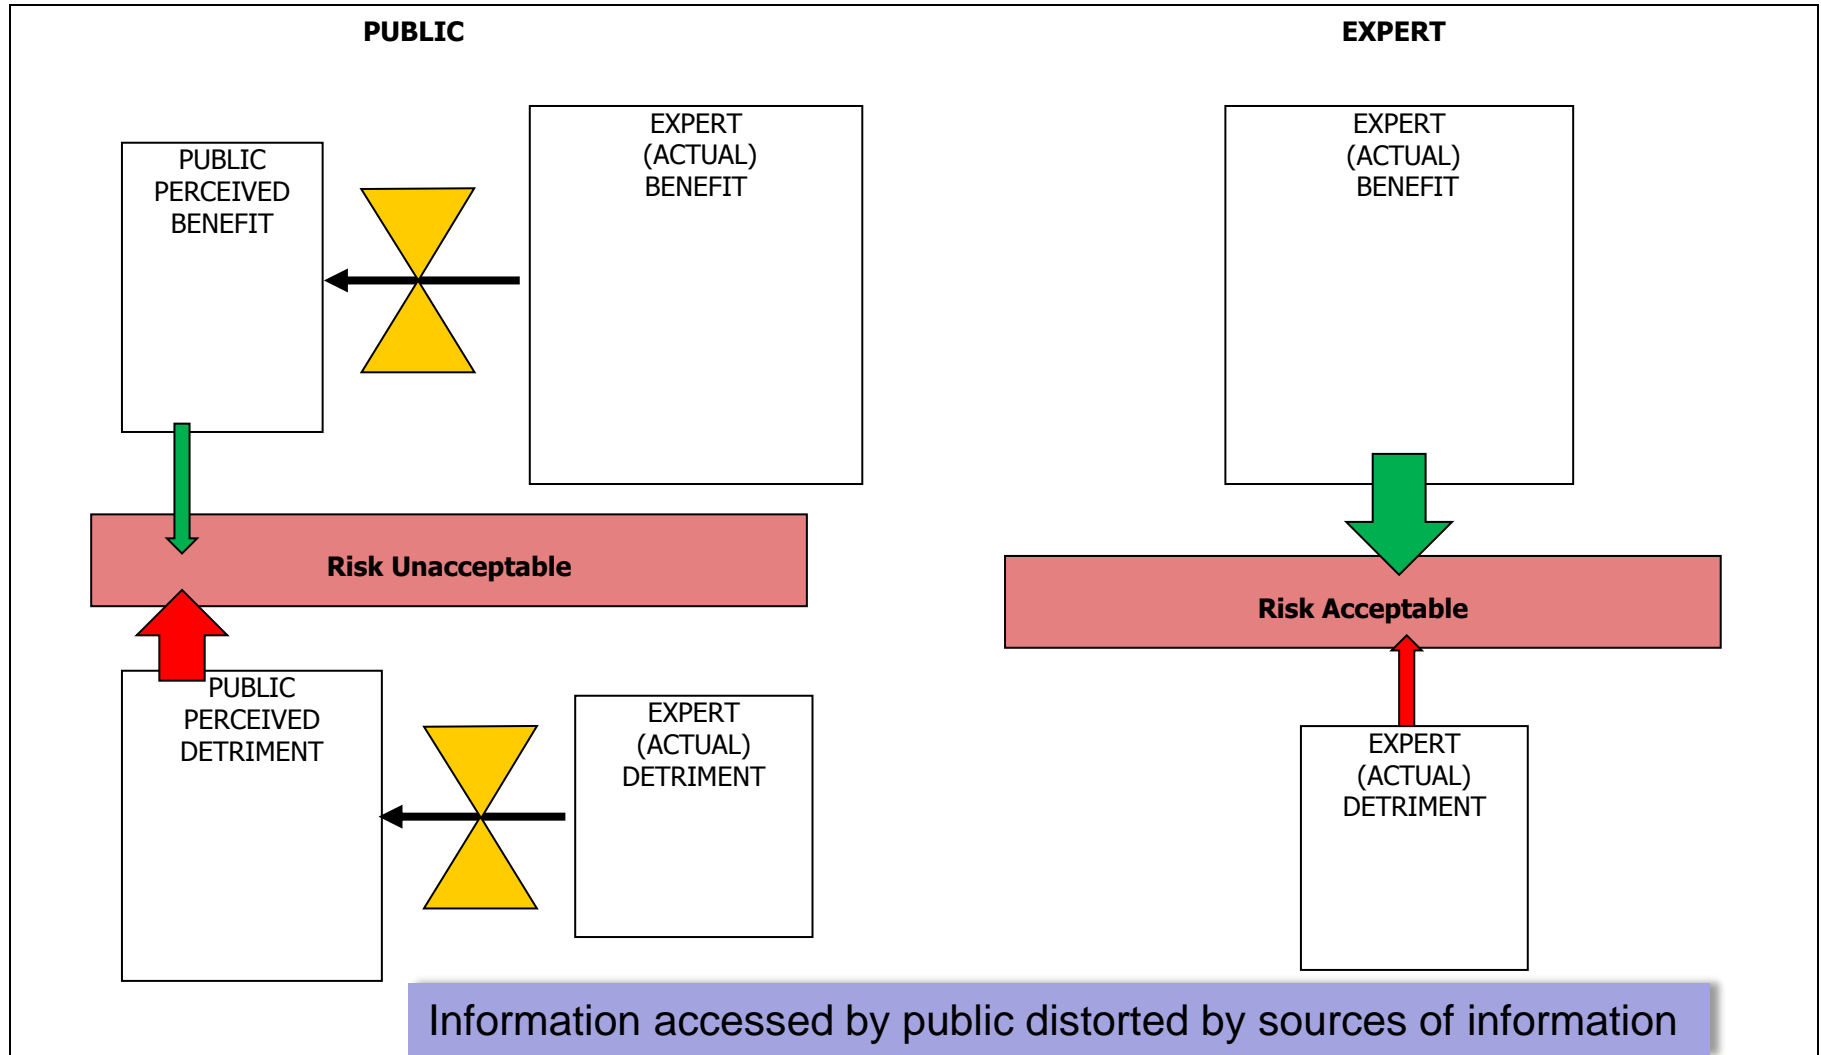 PUBLIC
EXPERT
PUBLIC
PERCEIVED
BENEFIT
EXPERT
(ACTUAL)
BENEFIT
EXPERT
(ACTUAL)
BENEFIT
Risk Unacceptable
Risk Acceptable
PUBLIC
PERCEIVED
DETRIMENT
EXPERT
(ACTUAL)
DETRIMENT
EXPERT
(ACTUAL)
DETRIMENT
Information accessed by public distorted by sources of information